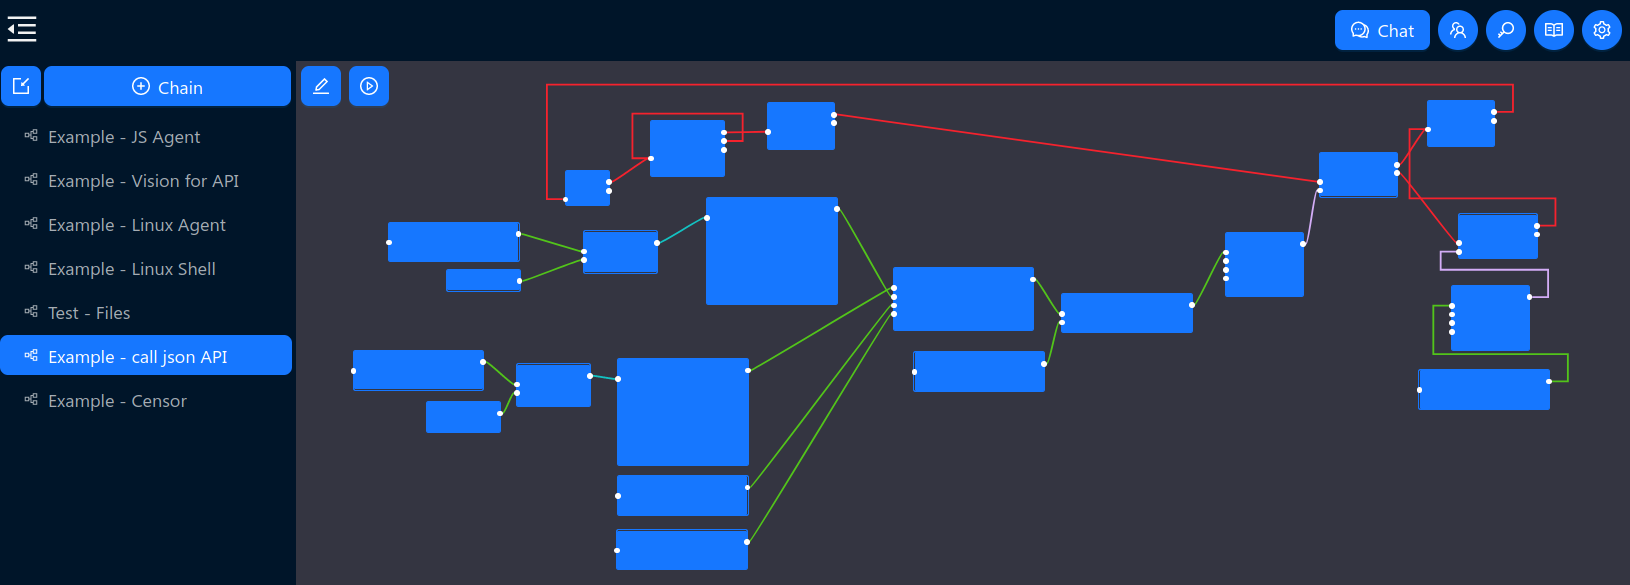 Chat
Chain
Example - JS Agent
Example - Vision for API
Example - Linux Agent
Example - Linux Shell
Test - Files
Example - call json API
Example - Censor